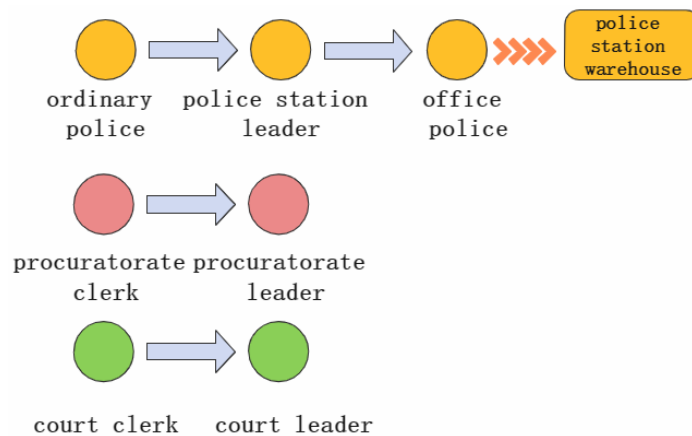 police
station
warehouse
ordinary
police
police station
leader
office
police
procuratorate
clerk
procuratorate
leader
court clerk
court leader